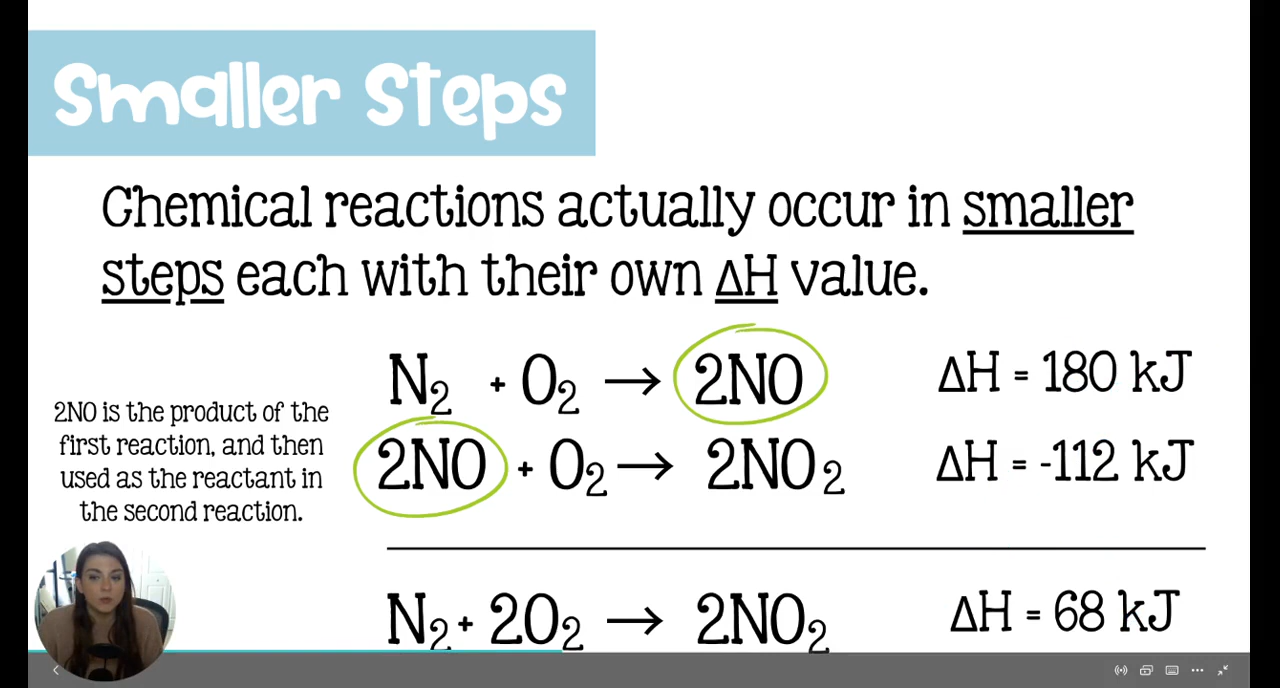 Smaller Steps
Chemical reactions actually occur in smaller
steps each with their own ΔH value.
N₂ + O₂ → 2NO ΔH = 180 kJ
2NO is the product of the
first reaction, and then
used as the reactant in
the second reaction.
2NO + O₂ → 2NO₂ ΔH = -112 kJ
N₂ + 2O₂ → 2NO₂ ΔH = 68 kJ